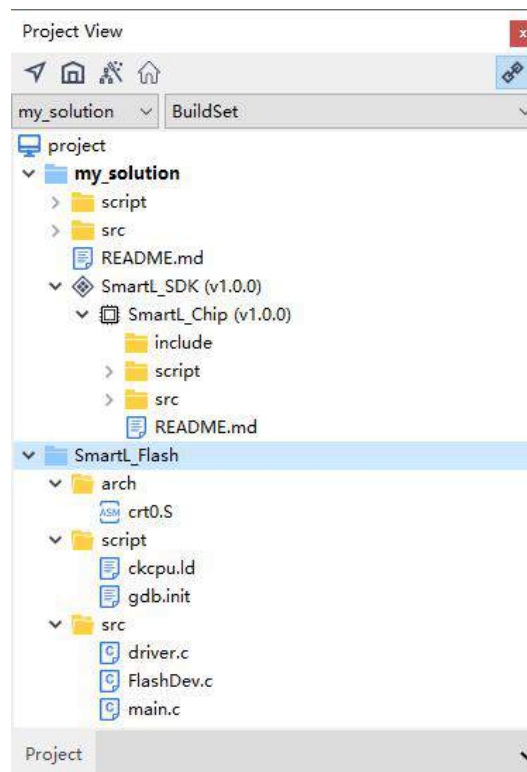 Project View
x
my_solution BuildSet
project
my_solution
script
src
README.md
SmartL_SDK (v1.0.0)
SmartL_Chip (v1.0.0)
include
script
src
README.md
SmartL_Flash
arch
ASM crt0.S
script
ckcpu.ld
gdb.init
src
C driver.c
C FlashDev.c
C main.c
Project